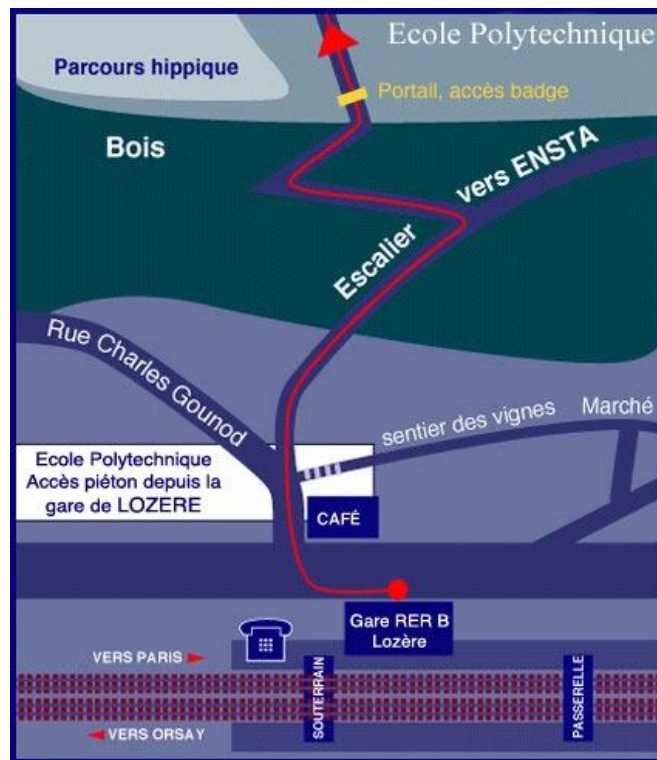 Ecole Polytechnique
Parcours hippique
Portail, accès badge
Bois
vers ENSTA
Escalier
Rue Charles Gounod
Marché
sentier des vignes
Ecole Polytechnique
Accès piéton depuis la
gare de LOZERE
CAFÉ
Gare RER B
Lozère
VERS PARIS
SOUTERRAIN
PASSERELLE
VERS ORSAY